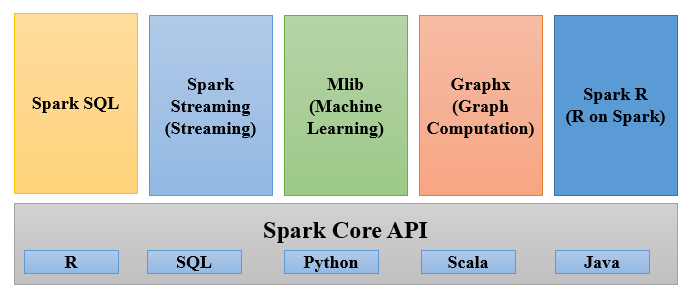 Spark SQL
Spark
Streaming
(Streaming)
Mlib
(Machine
Learning)
Graphx
(Graph
Computation)
Spark R
(R on Spark)
Spark Core API
R
SQL
Python
Scala
Java